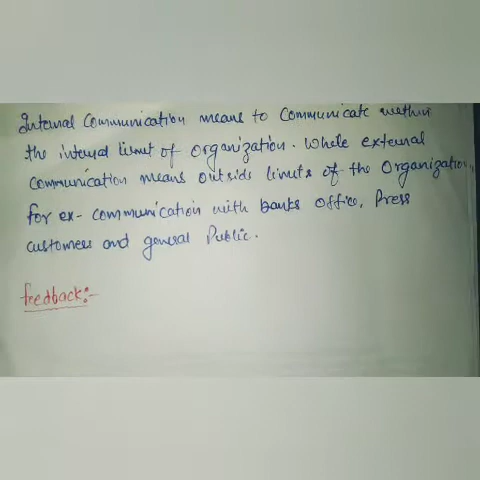 Internal Communication means to Communicate within
the internal limit of organization. While external
Communication means outside limits of the Organization,
for ex- communication with banks office, Press
customers and general Public.
feedback:-